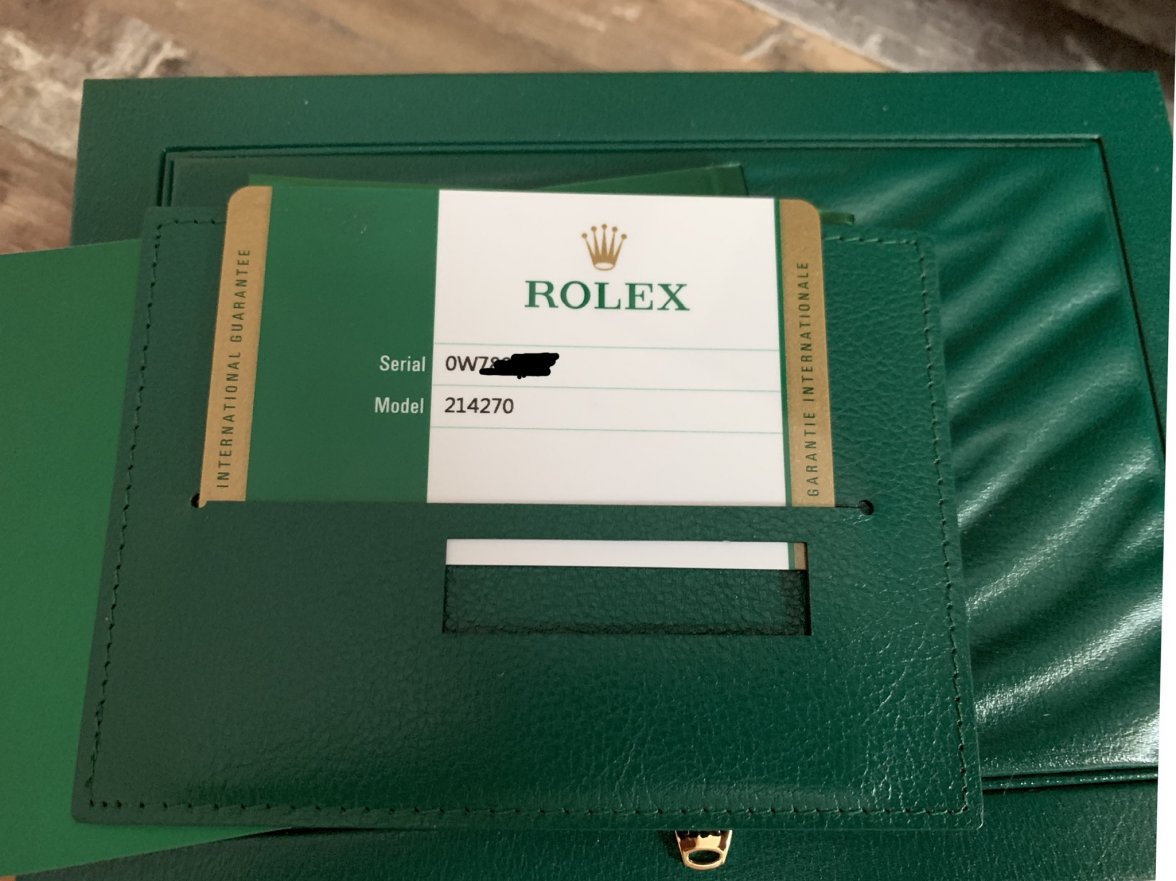 ROLEX
INTERNATIONAL GUARANTEE
GARANTIE INTERNATIONALE
Serial
Model 214270